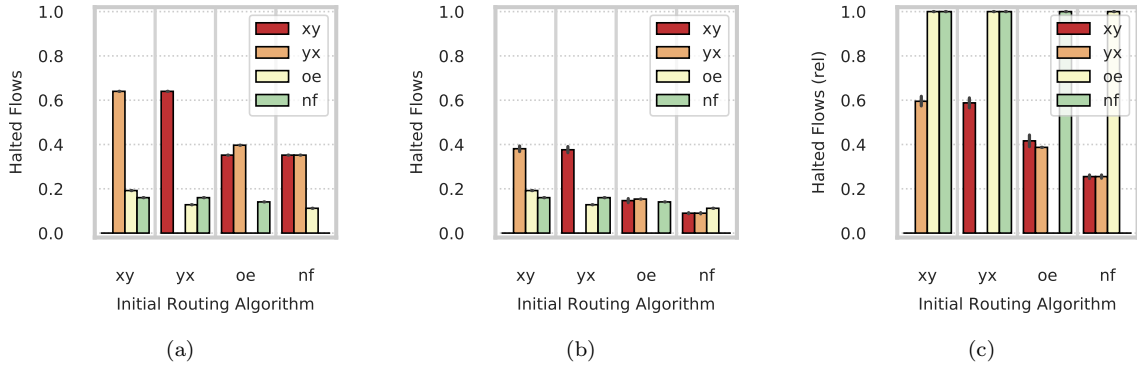 1.0
0.8
0.6
0.4
0.2
0.0
Halted Flows
xy
yx
oe
nf
xy yx oe nf
Initial Routing Algorithm
(a)
1.0
0.8
0.6
0.4
0.2
0.0
Halted Flows
xy
yx
oe
nf
xy yx oe nf
Initial Routing Algorithm
(b)
1.0
0.8
0.6
0.4
0.2
0.0
Halted Flows (rel)
xy
yx
oe
nf
xy yx oe nf
Initial Routing Algorithm
(c)